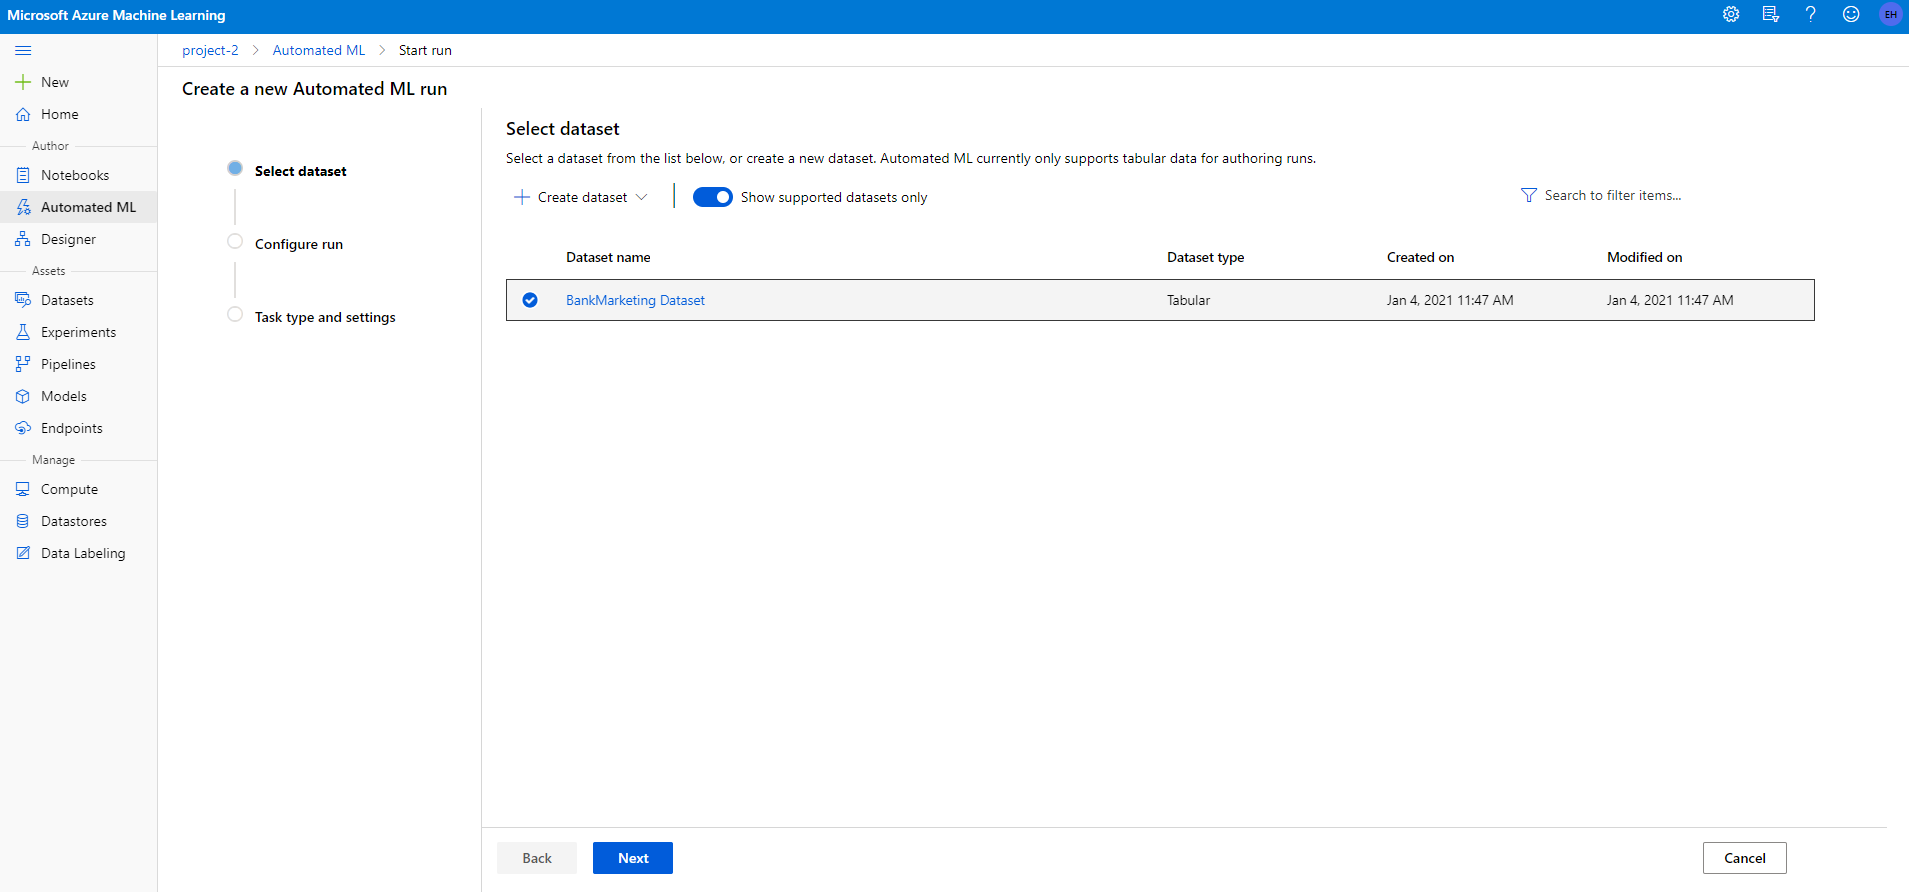 Microsoft Azure Machine Learning
EH
project-2 > Automated ML > Start run
New
Home
Author
Notebooks
Automated ML
Designer
Assets
Datasets
Experiments
Pipelines
Models
Endpoints
Manage
Compute
Datastores
Data Labeling
Create a new Automated ML run
Select dataset
Configure run
Task type and settings
Select dataset
Select a dataset from the list below, or create a new dataset. Automated ML currently only supports tabular data for authoring runs.
Create dataset Show supported datasets only Search to filter items...
Dataset name Dataset type Created on Modified on
BankMarketing Dataset Tabular Jan 4, 2021 11:47 AM Jan 4, 2021 11:47 AM
Back Next Cancel